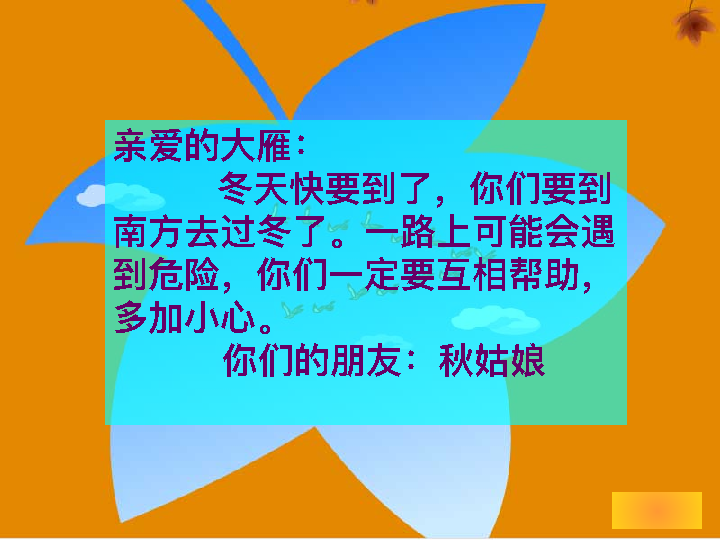 亲爱的大雁：
冬天快要到了，你们要到
南方去过冬了。一路上可能会遇
到危险，你们一定要互相帮助，
多加小心。
你们的朋友：秋姑娘